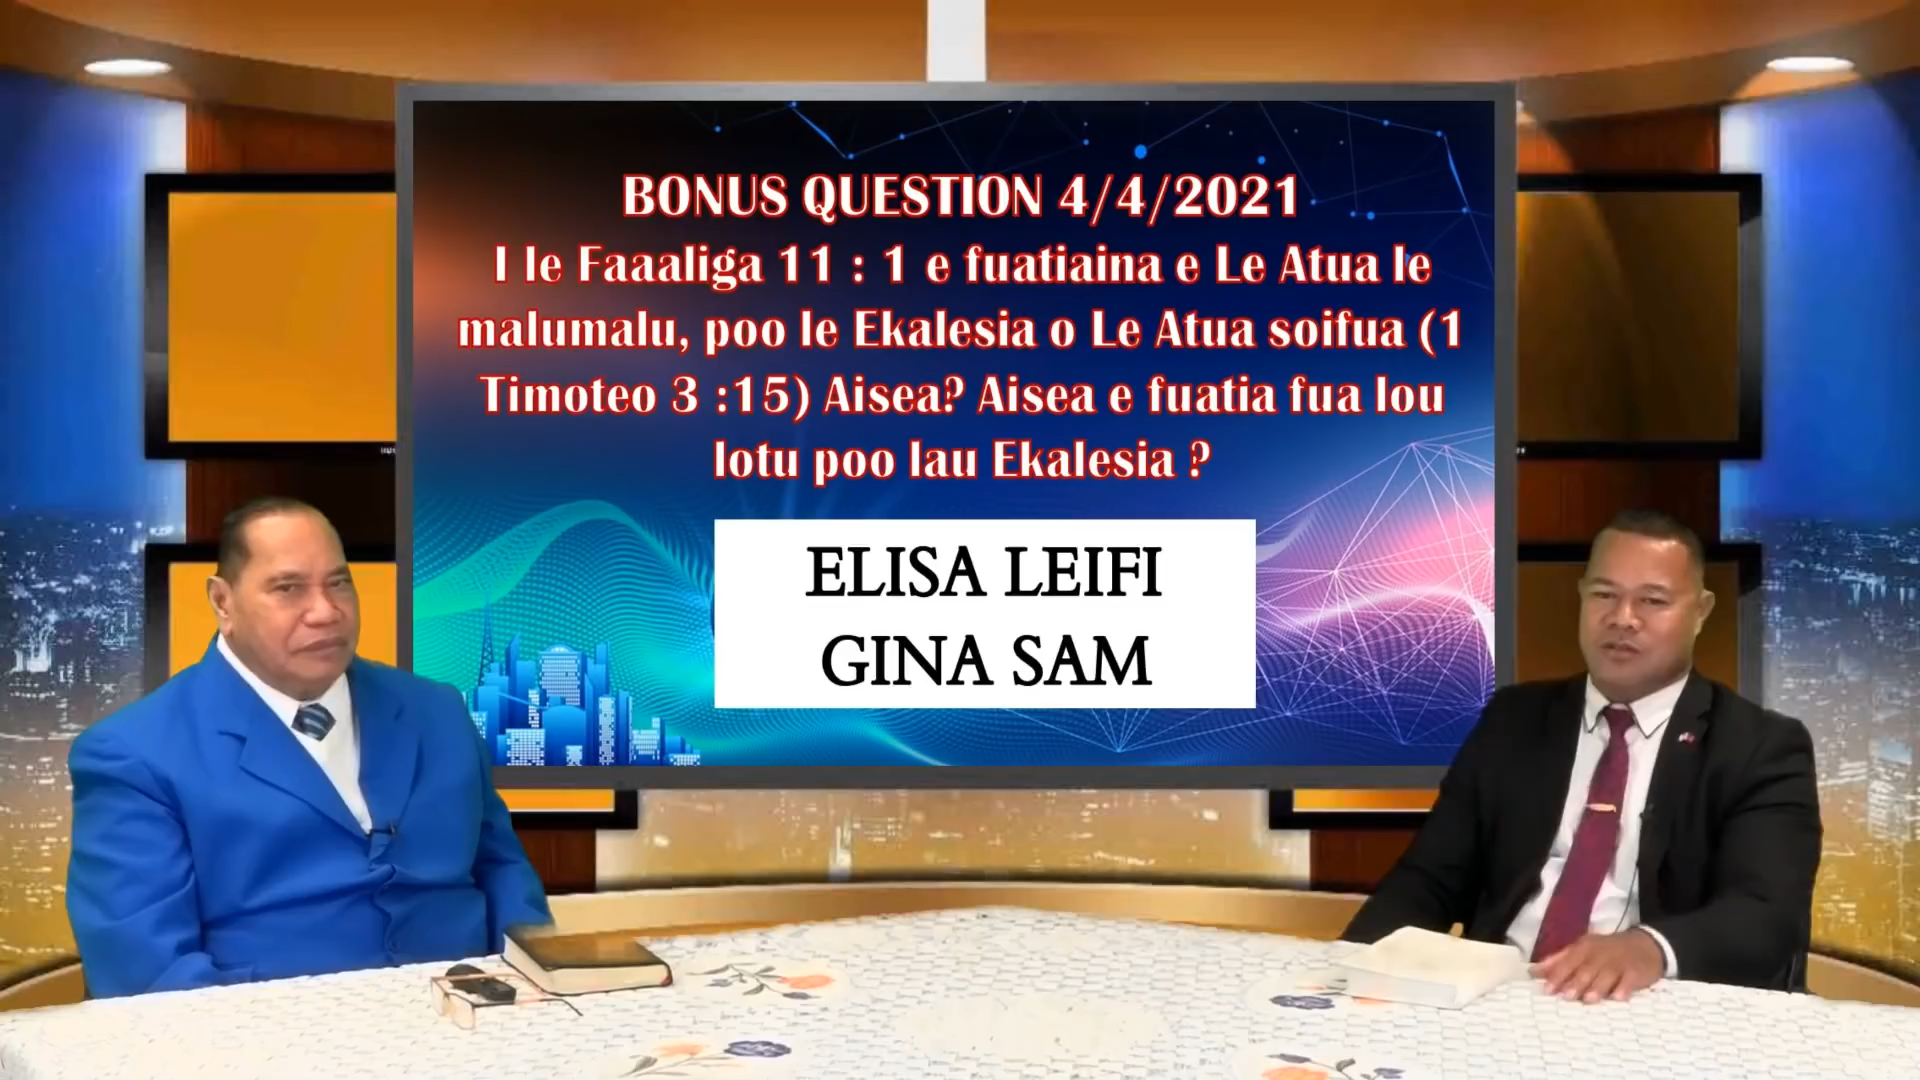 BONUS QUESTION 4/4/2021
I le Faaaliga 11 : 1 e fuatiaina e Le Atua le
malumalu, poo le Ekalesia o Le Atua soifua (1
Timoteo 3 :15) Aisea? Aisea e fuatia fua lou
lotu poo lau Ekalesia ?
ELISA LEIFI
GINA SAM